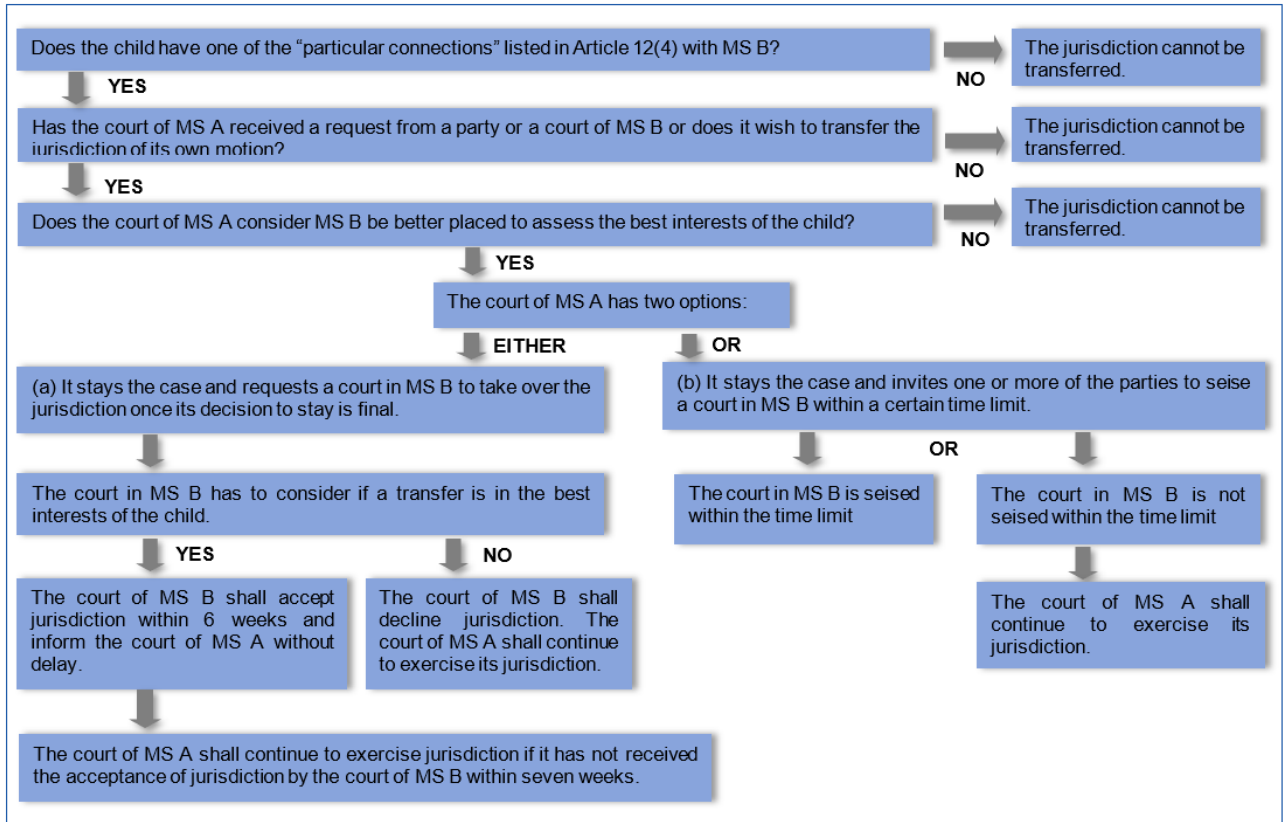 Does the child have one of the “particular connections” listed in Article 12(4) with MS B?
NO
The jurisdiction cannot be
transferred.
YES
Has the court of MS A received a request from a party or a court of MS B or does it wish to transfer the
jurisdiction of its own motion?
NO
The jurisdiction cannot be
transferred.
YES
Does the court of MS A consider MS B be better placed to assess the best interests of the child?
NO
The jurisdiction cannot be
transferred.
YES
The court of MS A has two options:
EITHER
OR
(a) It stays the case and requests a court in MS B to take over the
jurisdiction once its decision to stay is final.
(b) It stays the case and invites one or more of the parties to seise
a court in MS B within a certain time limit.
OR
The court in MS B has to consider if a transfer is in the best
interests of the child.
The court in MS B is seised
within the time limit
The court in MS B is not
seised within the time limit
YES
NO
The court of MS B shall accept
jurisdiction within 6 weeks and
inform the court of MS A without
delay.
The court of MS B shall
decline jurisdiction. The
court of MS A shall continue
to exercise its jurisdiction.
The court of MS A shall
continue to exercise its
jurisdiction.
The court of MS A shall continue to exercise jurisdiction if it has not received
the acceptance of jurisdiction by the court of MS B within seven weeks.